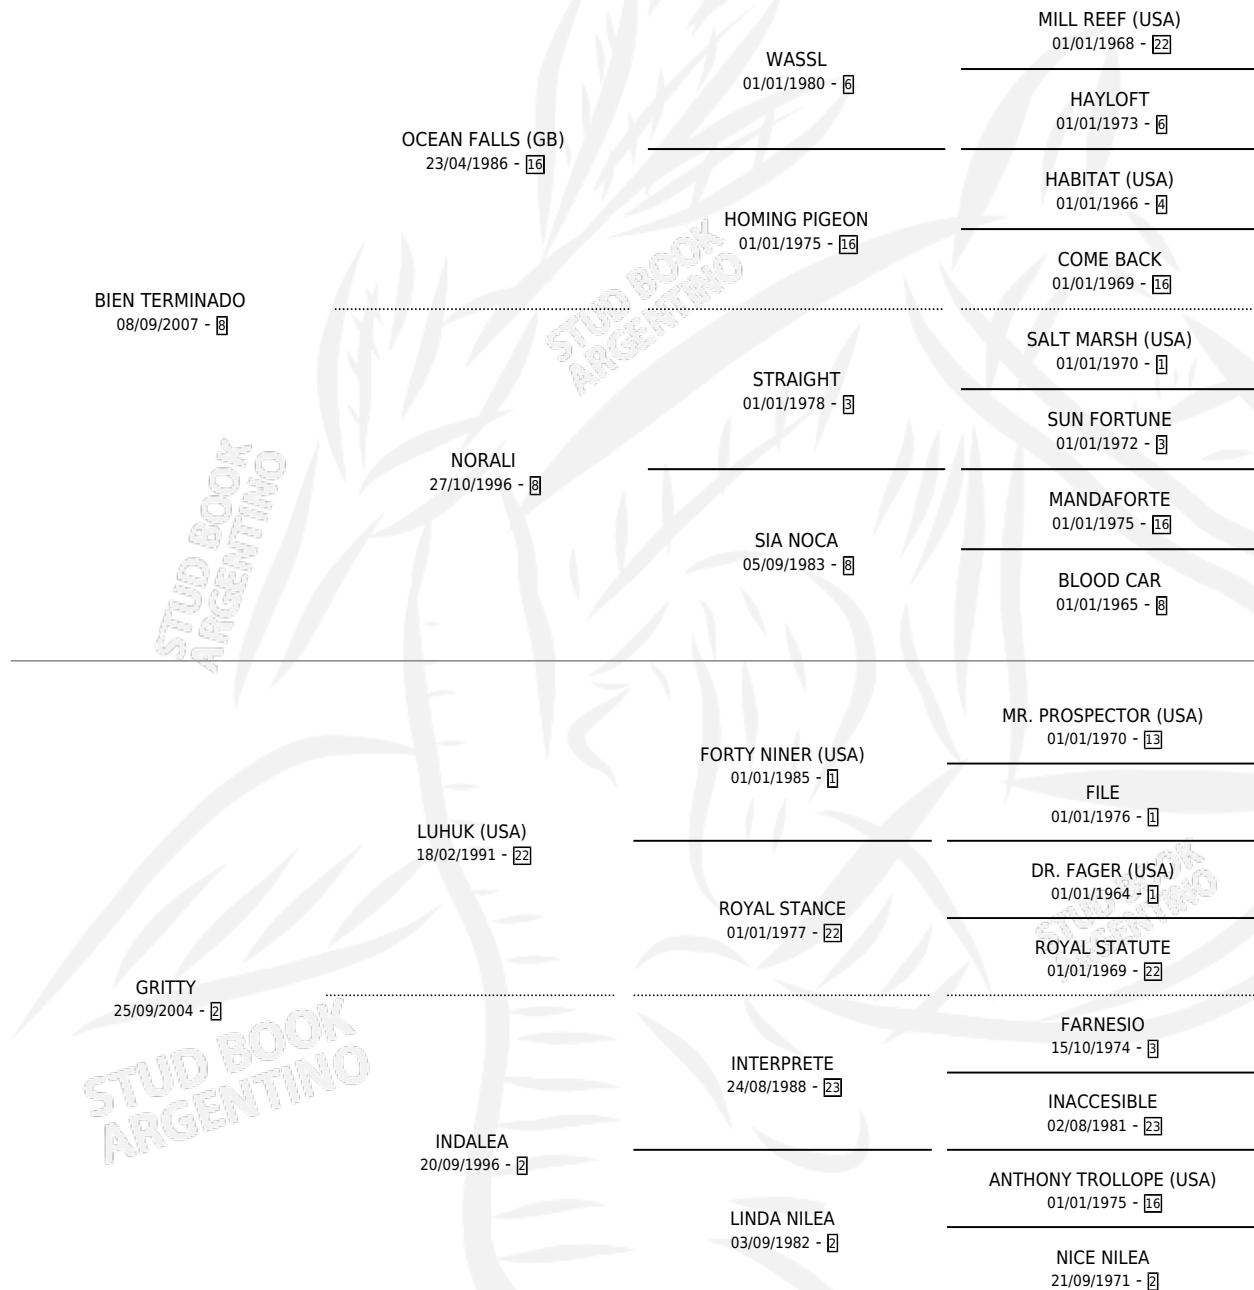 MILL REEF (USA)
01/01/1968 - 22
WASSL
01/01/1980 - 6
HAYLOFT
01/01/1973 - 6
OCEAN FALLS (GB)
23/04/1986 - 16
HABITAT (USA)
01/01/1966 - 4
HOMING PIGEON
01/01/1975 - 16
COME BACK
01/01/1969 - 16
BIEN TERMINADO
08/09/2007 - 8
SALT MARSH (USA)
01/01/1970 - 1
STRAIGHT
01/01/1978 - 3
SUN FORTUNE
01/01/1972 - 3
NORALI
27/10/1996 - 8
MANDAFORTE
01/01/1975 - 16
SIA NOCA
05/09/1983 - 8
BLOOD CAR
01/01/1965 - 8
STUD BOOK
ARGENTINO
STUD BOOK
ARGENTINO
MR. PROSPECTOR (USA)
01/01/1970 - 13
FORTY NINER (USA)
01/01/1985 - 1
FILE
01/01/1976 - 1
LUHUK (USA)
18/02/1991 - 22
DR. FAGER (USA)
01/01/1964 - 1
ROYAL STANCE
01/01/1977 - 22
ROYAL STATUTE
01/01/1969 - 22
GRITTY
25/09/2004 - 2
FARNESIO
15/10/1974 - 3
INTERPRETE
24/08/1988 - 23
INACCESIBLE
02/08/1981 - 23
INDALEA
20/09/1996 - 2
ANTHONY TROLLOPE (USA)
01/01/1975 - 16
LINDA NILEA
03/09/1982 - 2
NICE NILEA
21/09/1971 - 2
STUD BOOK
ARGENTINO
STUD BOOK
ARGENTINO